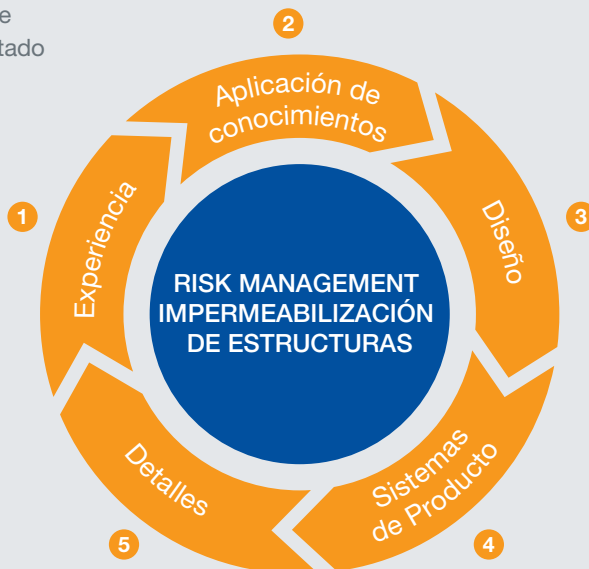 e
tado
1
Experiencia
2
Aplicación de
conocimientos
3
Diseño
4
Sistemas
de Producto
5
Detalles
RISK MANAGEMENT
IMPERMEABILIZACIÓN
DE ESTRUCTURAS